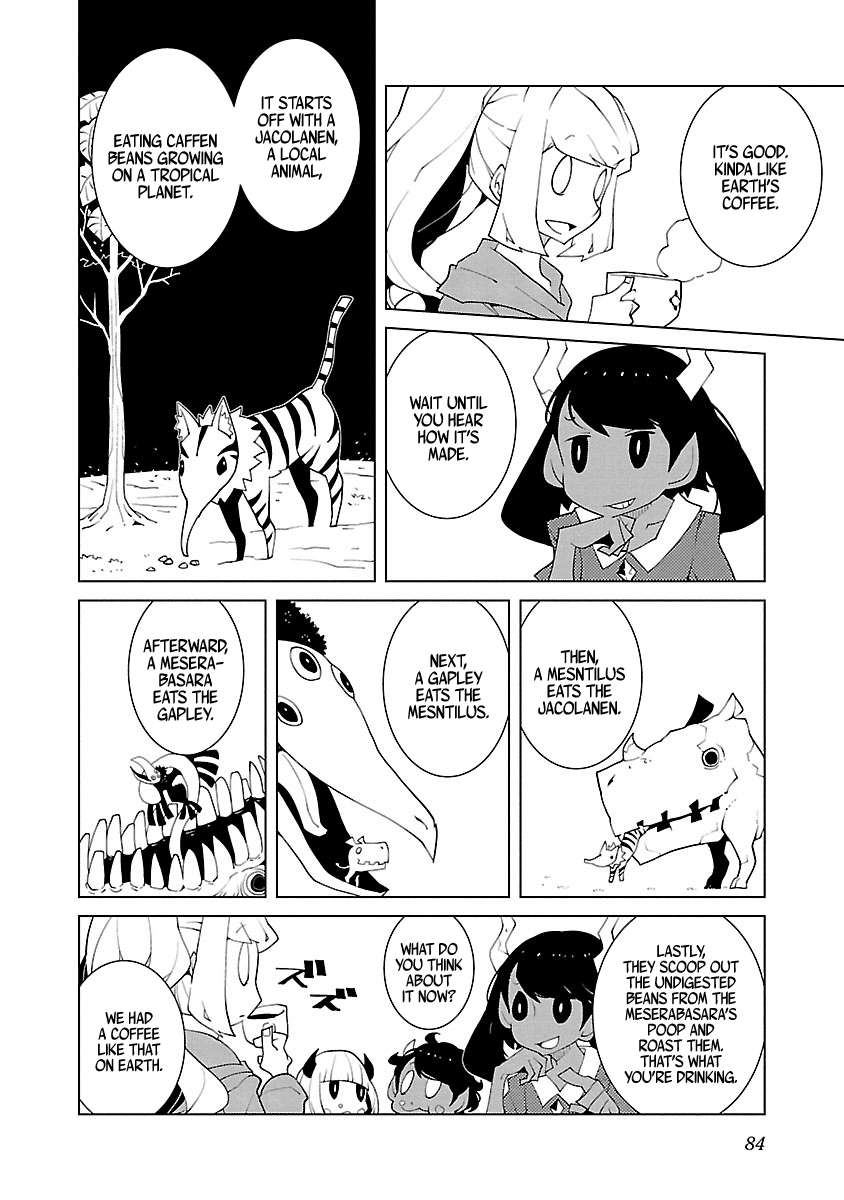 IT'S GOOD.
KINDA LIKE
EARTH'S
COFFEE.
WAIT UNTIL
YOU HEAR
HOW IT'S
MADE.
IT STARTS
OFF WITH A
JACOLANEN,
A LOCAL
ANIMAL,
EATING CAFFEN
BEANS GROWING
ON A TROPICAL
PLANET.
THEN,
A MESNTILUS
EATS THE
JACOLANEN.
NEXT,
A GAPLEY
EATS THE
MESNTILUS.
AFTERWARD,
A MESERA-
BASARA
EATS THE
GAPLEY.
LASTLY,
THEY SCOOP OUT
THE UNDIGESTED
BEANS FROM THE
MESERABASARA'S
POOP AND
ROAST THEM.
THAT'S WHAT
YOU'RE DRINKING.
WHAT DO
YOU THINK
ABOUT
IT NOW?
ズズ
WE HAD
A COFFEE
LIKE THAT
ON EARTH.
84